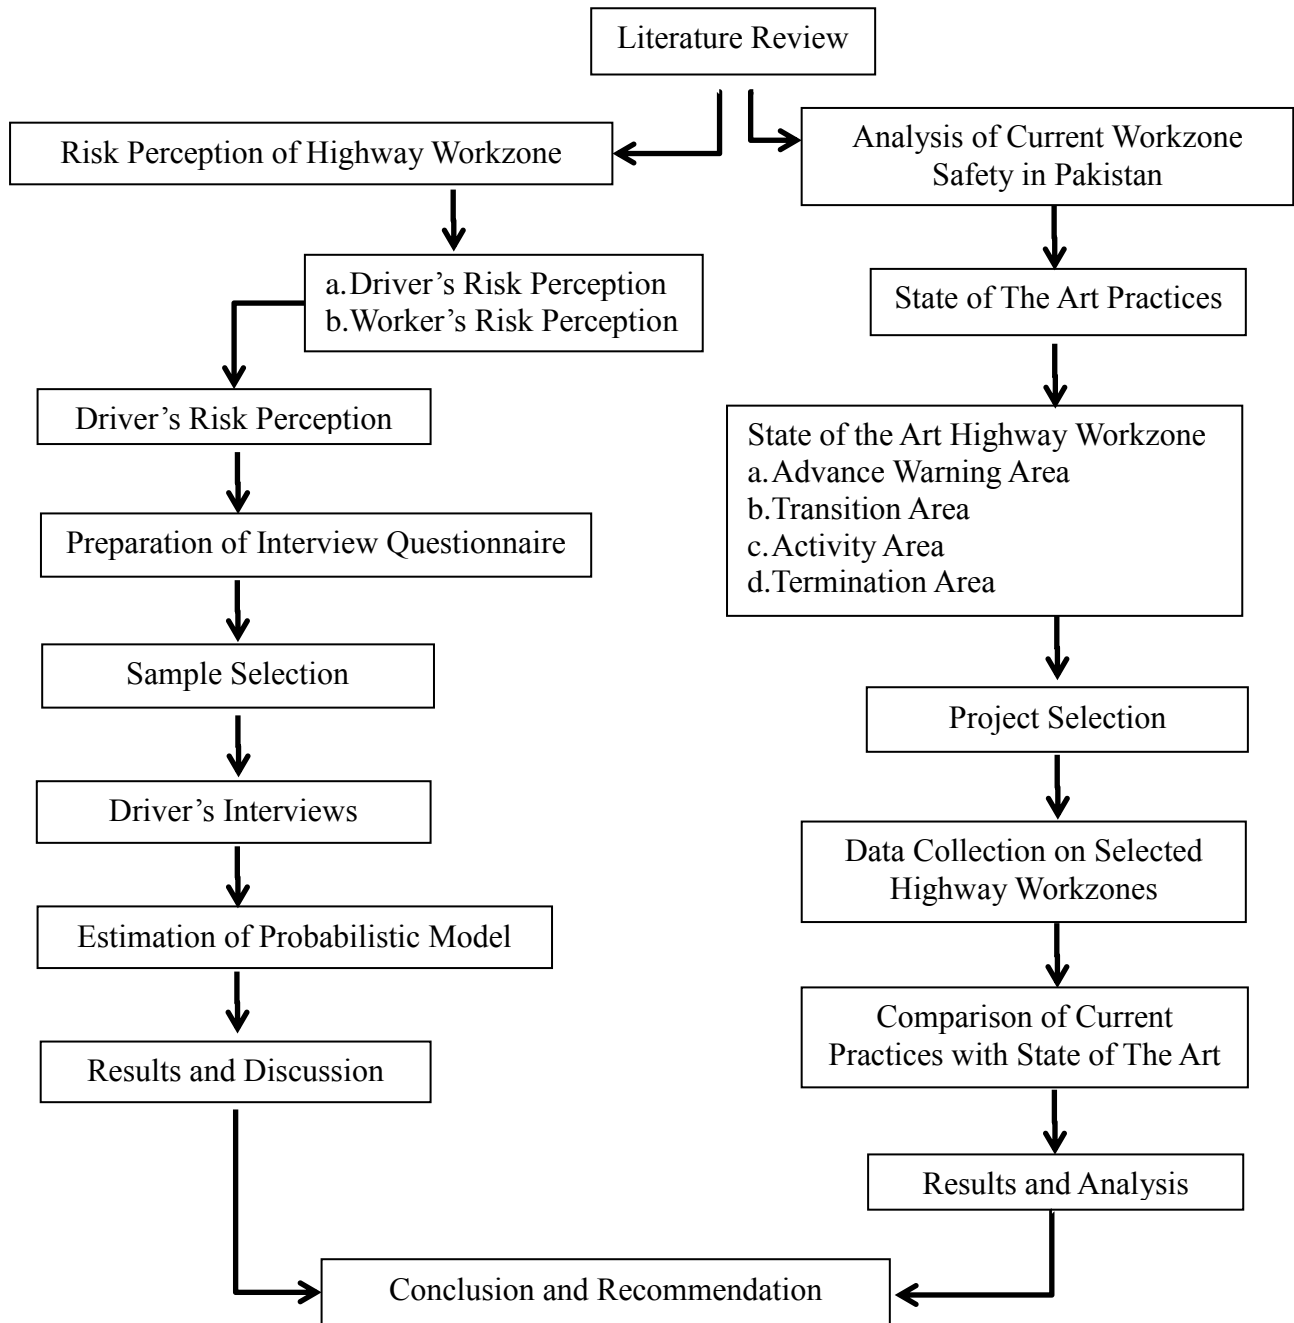 Literature Review
Risk Perception of Highway Workzone
a.Driver’s Risk Perception
b.Worker’s Risk Perception
Driver’s Risk Perception
Preparation of Interview Questionnaire
Sample Selection
Driver’s Interviews
Estimation of Probabilistic Model
Results and Discussion
Analysis of Current Workzone
Safety in Pakistan
State of The Art Practices
State of the Art Highway Workzone
a.Advance Warning Area
b.Transition Area
c.Activity Area
d.Termination Area
Project Selection
Data Collection on Selected
Highway Workzones
Comparison of Current
Practices with State of The Art
Results and Analysis
Conclusion and Recommendation